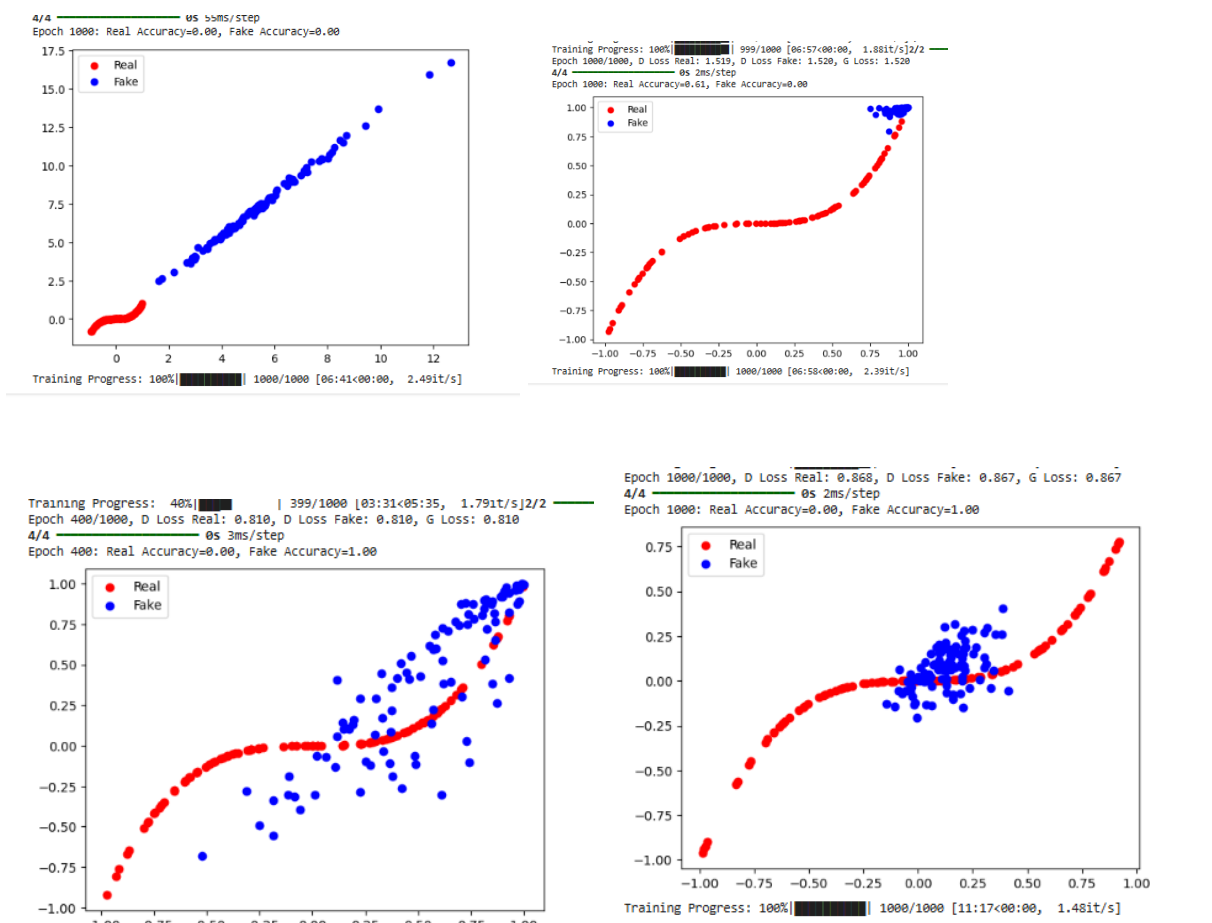 4/4 0s 55ms/step
Epoch 1000: Real Accuracy=0.00, Fake Accuracy=0.00
17.5
15.0
12.5
10.0
7.5
5.0
2.5
0.0
Real
Fake
0 2 4 6 8 10 12
Training Progress: 100%|██████████| 1000/1000 [06:41<00:00, 2.49it/s]
Training Progress: 100%|██████████| 999/1000 [06:57<00:00, 1.88it/s]2/2
Epoch 1000/1000, D Loss Real: 1.519, D Loss Fake: 1.520, G Loss: 1.520
4/4 0s 2ms/step
Epoch 1000: Real Accuracy=0.61, Fake Accuracy=0.00
1.00
0.75
0.50
0.25
0.00
−0.25
−0.50
−0.75
−1.00
Real
Fake
−1.00 −0.75 −0.50 −0.25 0.00 0.25 0.50 0.75 1.00
Training Progress: 100%|██████████| 1000/1000 [06:58<00:00, 2.39it/s]
Training Progress: 40%|████ | 399/1000 [03:31<05:35, 1.79it/s]2/2
Epoch 400/1000, D Loss Real: 0.810, D Loss Fake: 0.810, G Loss: 0.810
4/4 0s 3ms/step
Epoch 400: Real Accuracy=0.00, Fake Accuracy=1.00
1.00
0.75
0.50
0.25
0.00
−0.25
−0.50
−0.75
−1.00
Real
Fake
Epoch 1000/1000, D Loss Real: 0.868, D Loss Fake: 0.867, G Loss: 0.867
4/4 0s 2ms/step
Epoch 1000: Real Accuracy=0.00, Fake Accuracy=1.00
0.75
0.50
0.25
0.00
−0.25
−0.50
−0.75
−1.00
Real
Fake
−1.00 −0.75 −0.50 −0.25 0.00 0.25 0.50 0.75 1.00
Training Progress: 100%|██████████| 1000/1000 [11:17<00:00, 1.48it/s]